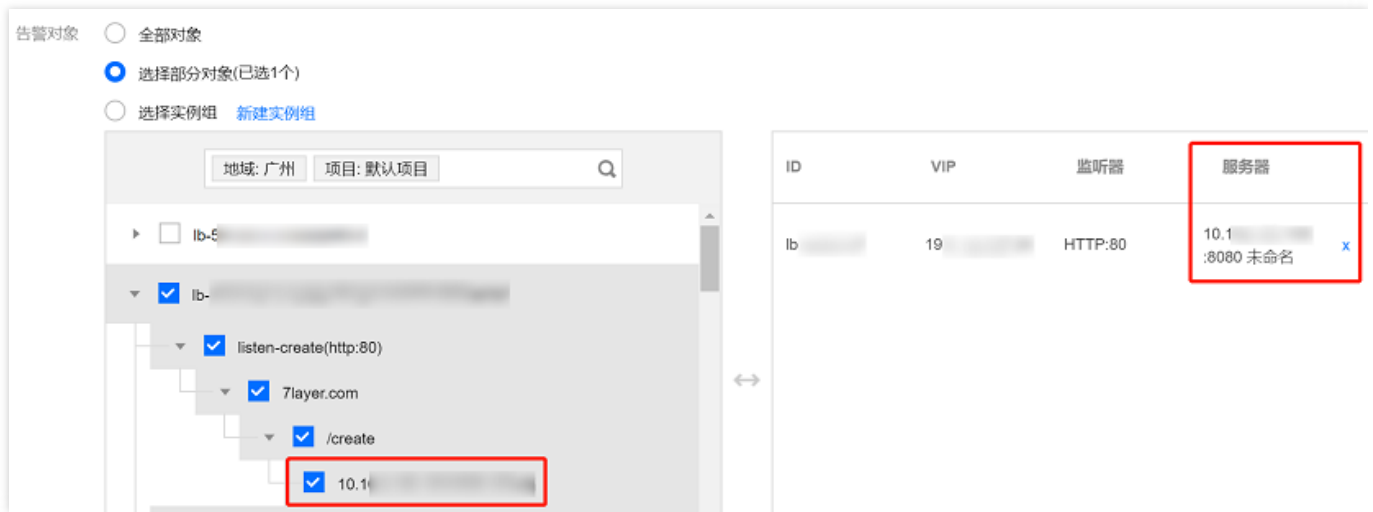 告警对象
全部对象
选择部分对象(已选1个)
选择实例组 新建实例组
地域: 广州 项目: 默认项目
ID VIP 监听器 服务器
lb-5
lb 19 HTTP:80 10.1
:8080 未命名 x
lb-
listen-create(http:80)
7layer.com
/create
10.1